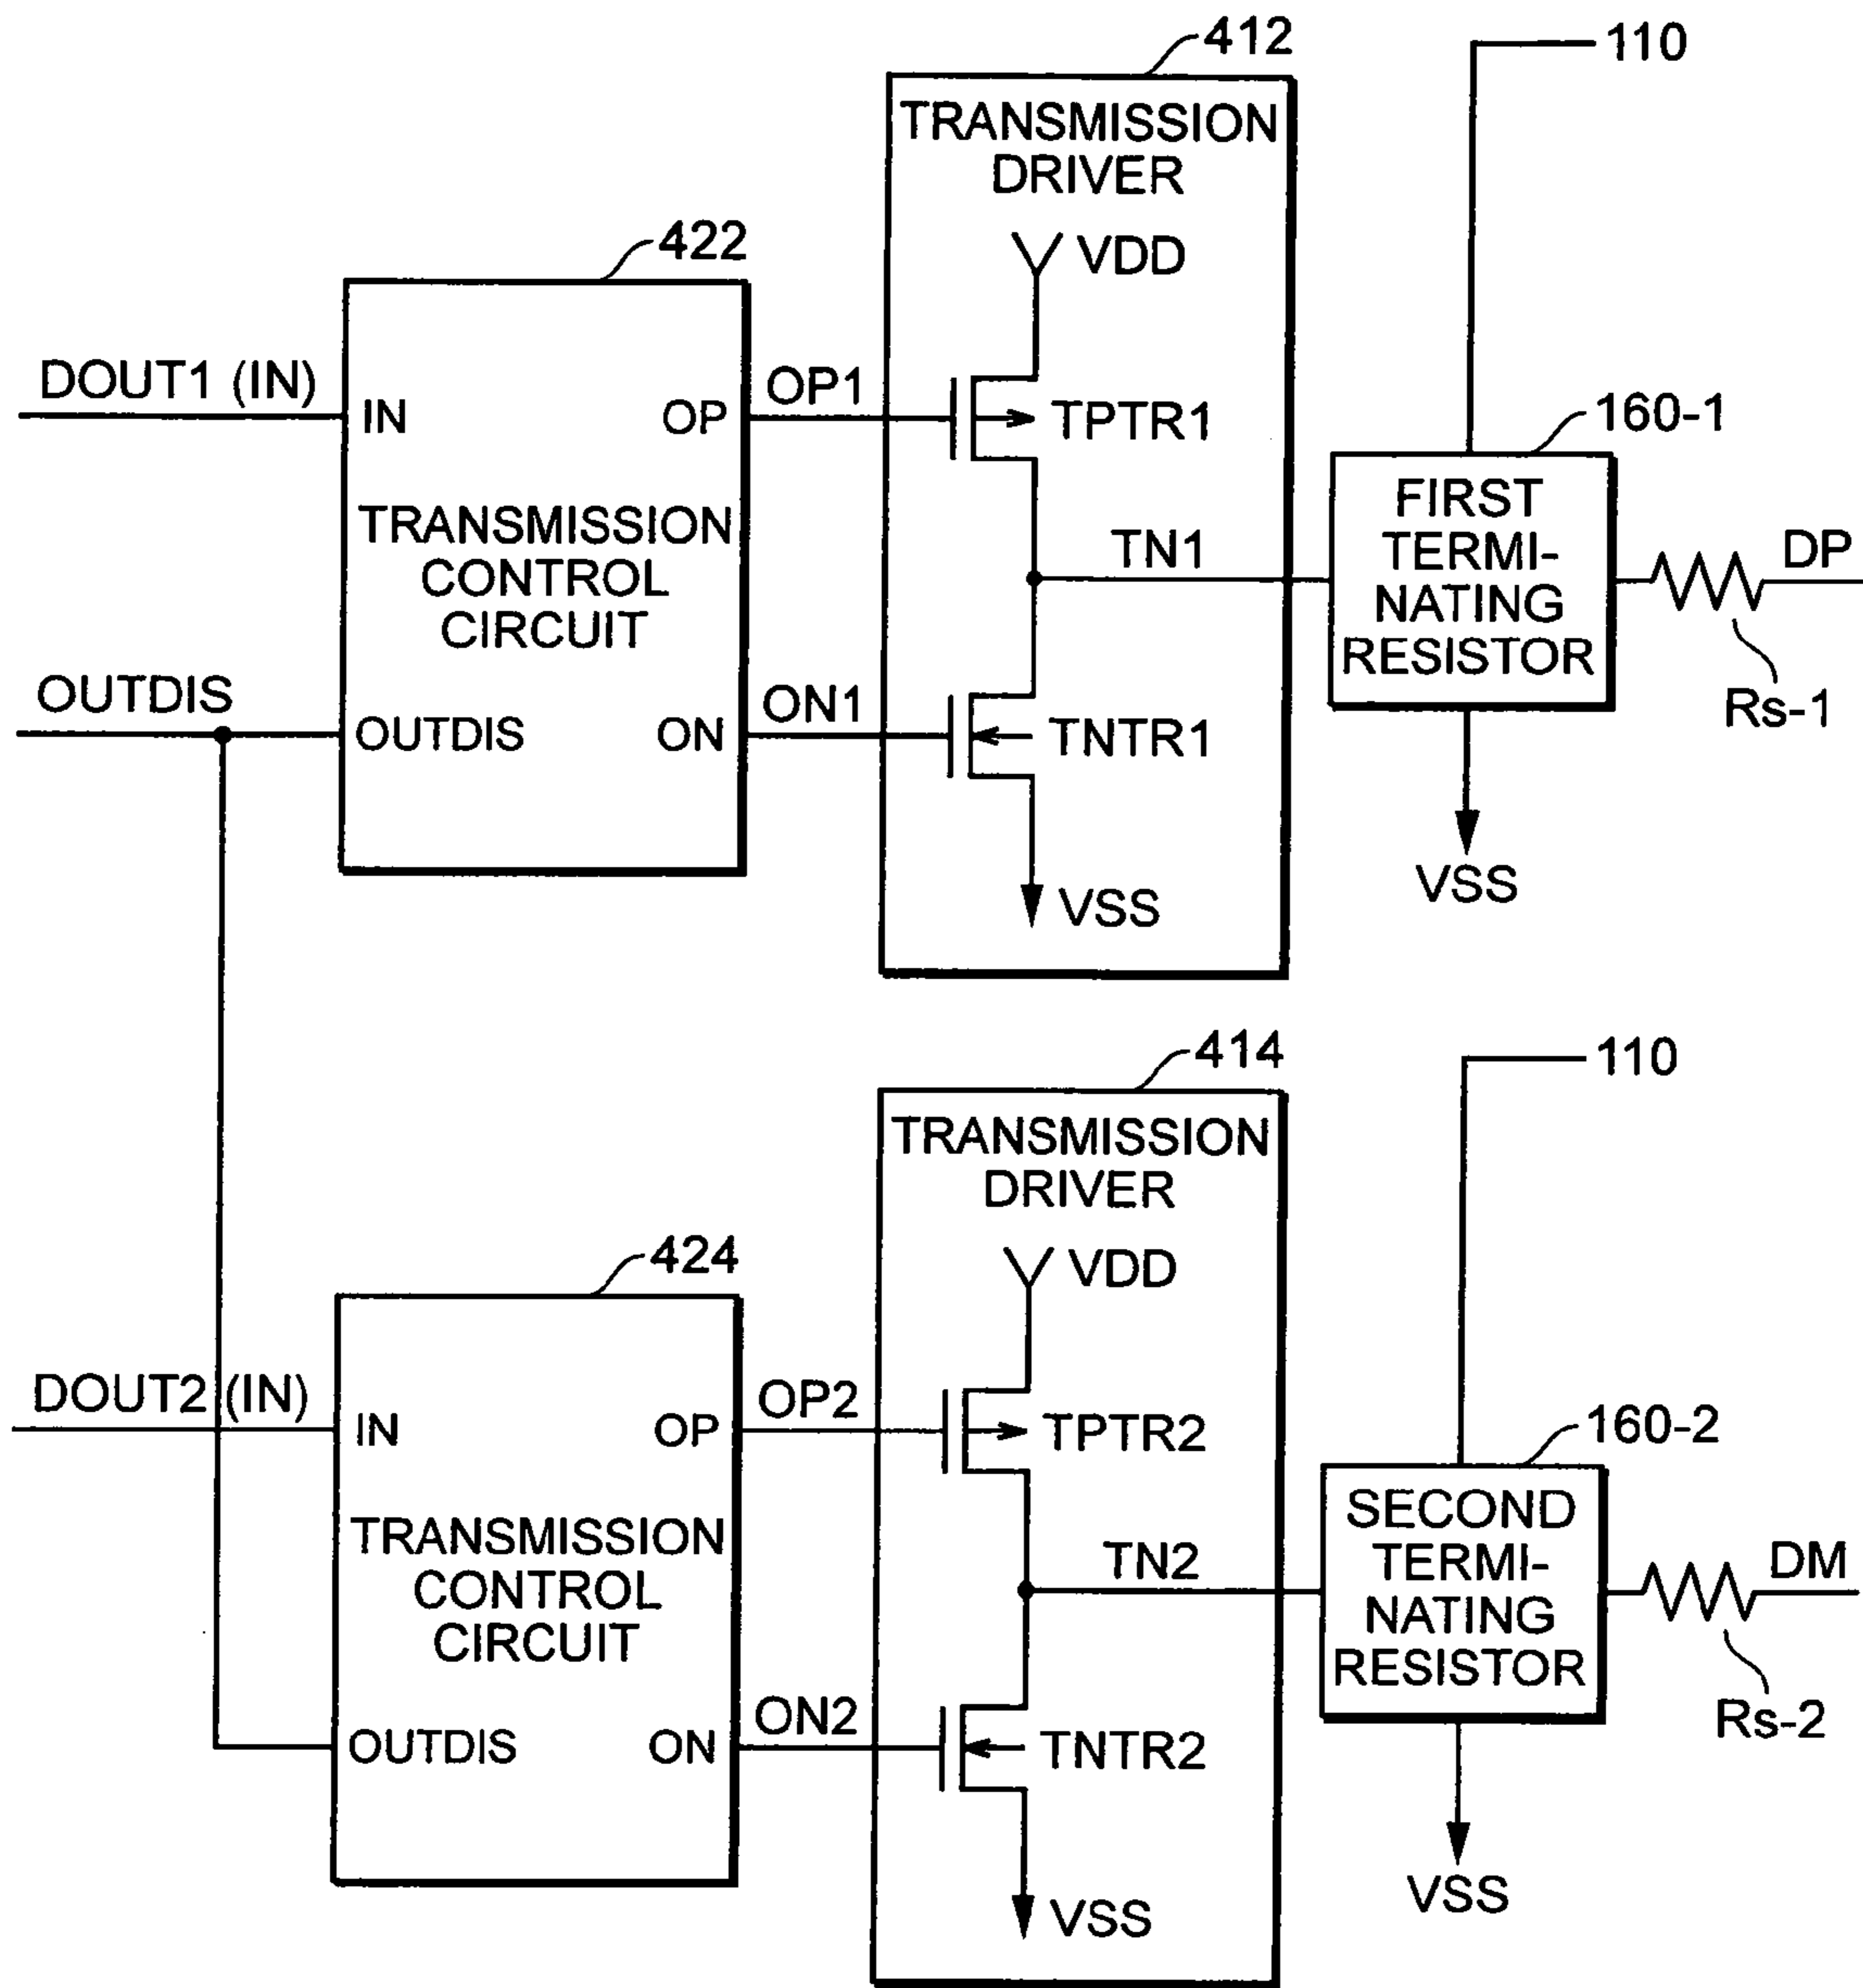 412
110
TRANSMISSION
DRIVER
422
VDD
DOUT1 (IN)
IN
OP
OP1
TPTR1
160-1
FIRST
TERMI-
NATING
RESISTOR
TRANSMISSION
CONTROL
CIRCUIT
TN1
DP
Rs-1
OUTDIS
OUTDIS
ON
ON1
TNTR1
VSS
VSS
414
110
TRANSMISSION
DRIVER
424
VDD
DOUT2 (IN)
IN
OP
OP2
TPTR2
160-2
SECOND
TERMI-
NATING
RESISTOR
TRANSMISSION
CONTROL
CIRCUIT
TN2
DM
Rs-2
OUTDIS
ON
ON2
TNTR2
VSS
VSS